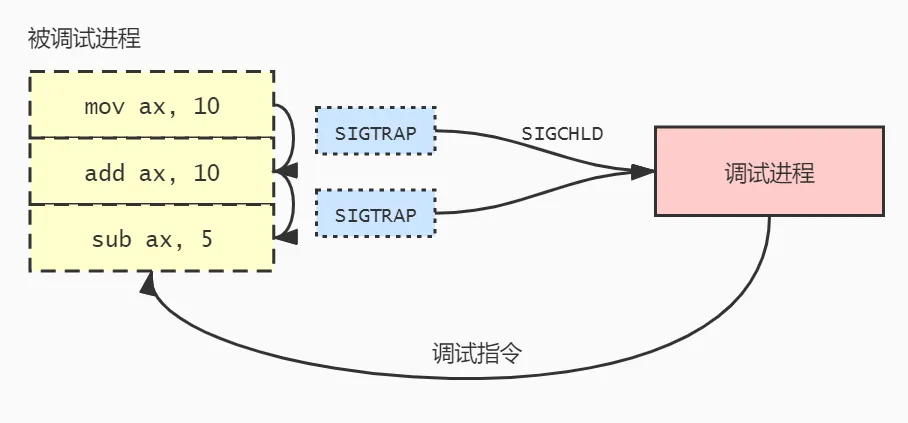 被调试进程
mov ax, 10
add ax, 10
sub ax, 5
SIGTRAP
SIGTRAP
SIGCHLD
调试进程
调试指令